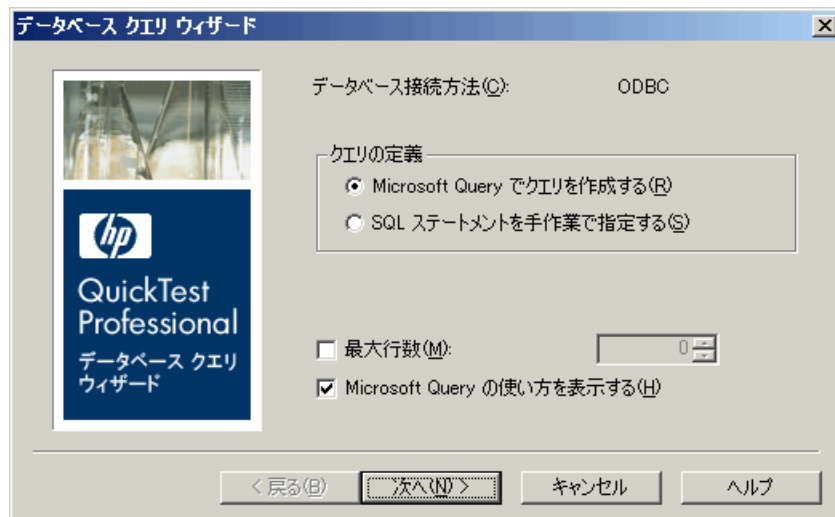 データベース クエリ ウィザード
データベース接続方法(C):
ODBC
クエリの定義
Microsoft Query でクエリを作成する(R)
SQL ステートメントを手作業で指定する(S)
hp
QuickTest
Professional
データベース クエリ
ウィザード
最大行数(M):
0
Microsoft Query の使い方を表示する(H)
< 戻る(B)
次へ(N) >
キャンセル
ヘルプ